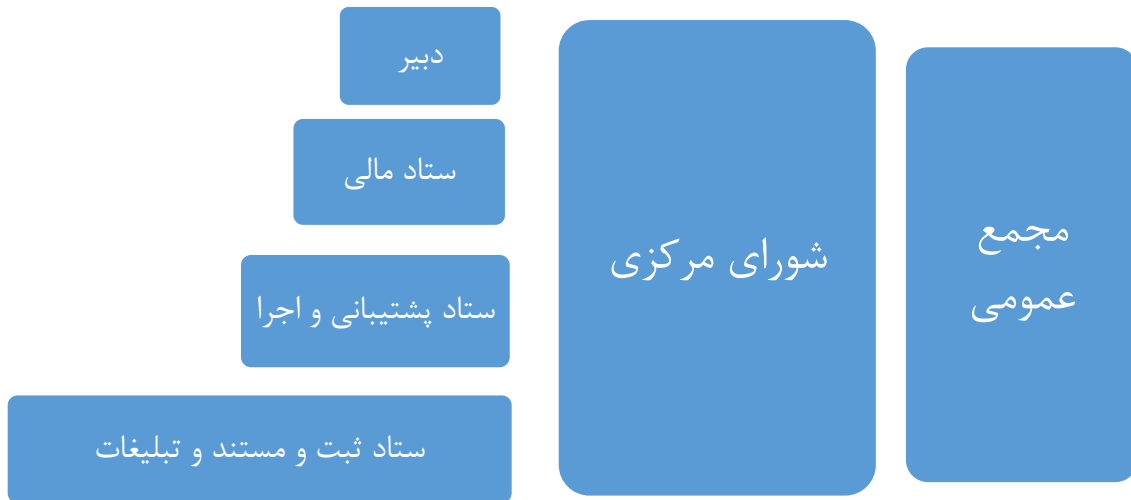 مجمع
عمومی
شورای مرکزی
دبیر
ستاد مالی
ستاد پشتیبانی و اجرا
ستاد ثبت و مستند و تبلیغات